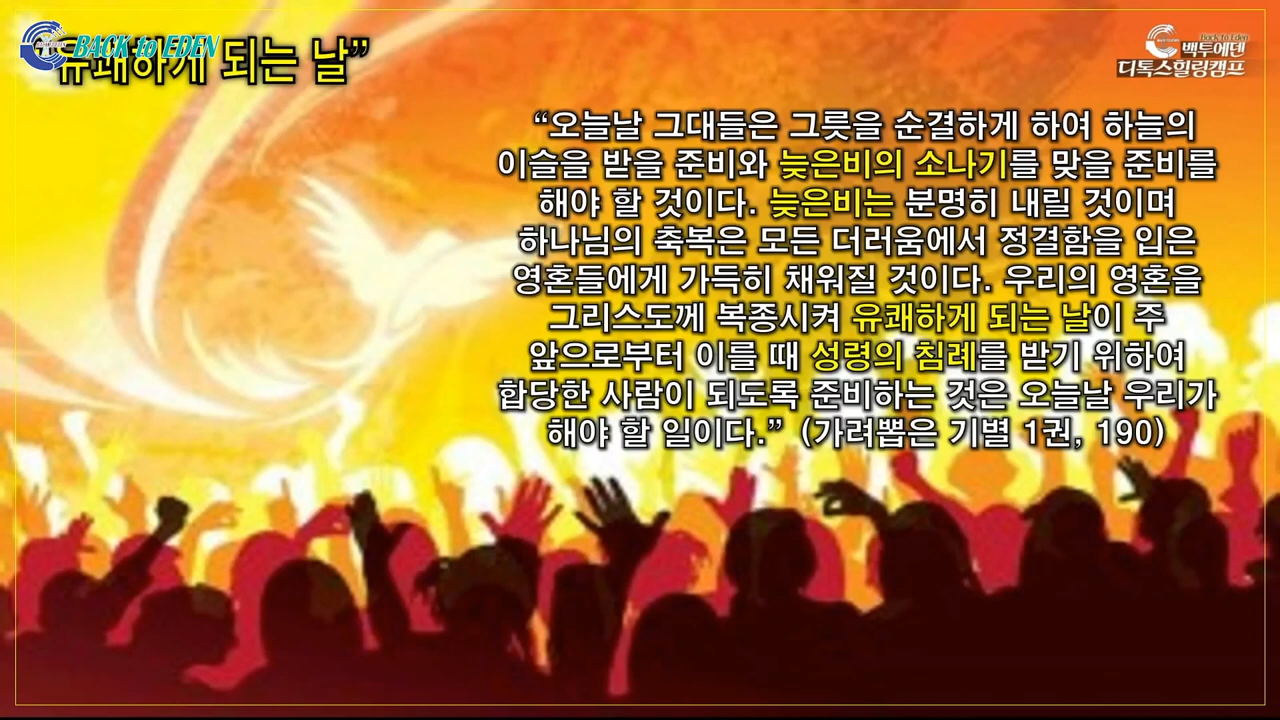 BACK to EDEN
유쾌하게 되는 날”
Back to Eden
백투에덴
디톡스힐링캠프
“오늘날 그대들은 그릇을 순결하게 하여 하늘의
이슬을 받을 준비와 늦은비의 소나기를 맞을 준비를
해야 할 것이다. 늦은비는 분명히 내릴 것이며
하나님의 축복은 모든 더러움에서 정결함을 입은
영혼들에게 가득히 채워질 것이다. 우리의 영혼을
그리스도께 복종시켜 유쾌하게 되는 날이 주
앞으로부터 이를 때 성령의 침례를 받기 위하여
합당한 사람이 되도록 준비하는 것은 오늘날 우리가
해야 할 일이다.” (가려뽑은 기별 1권, 190)